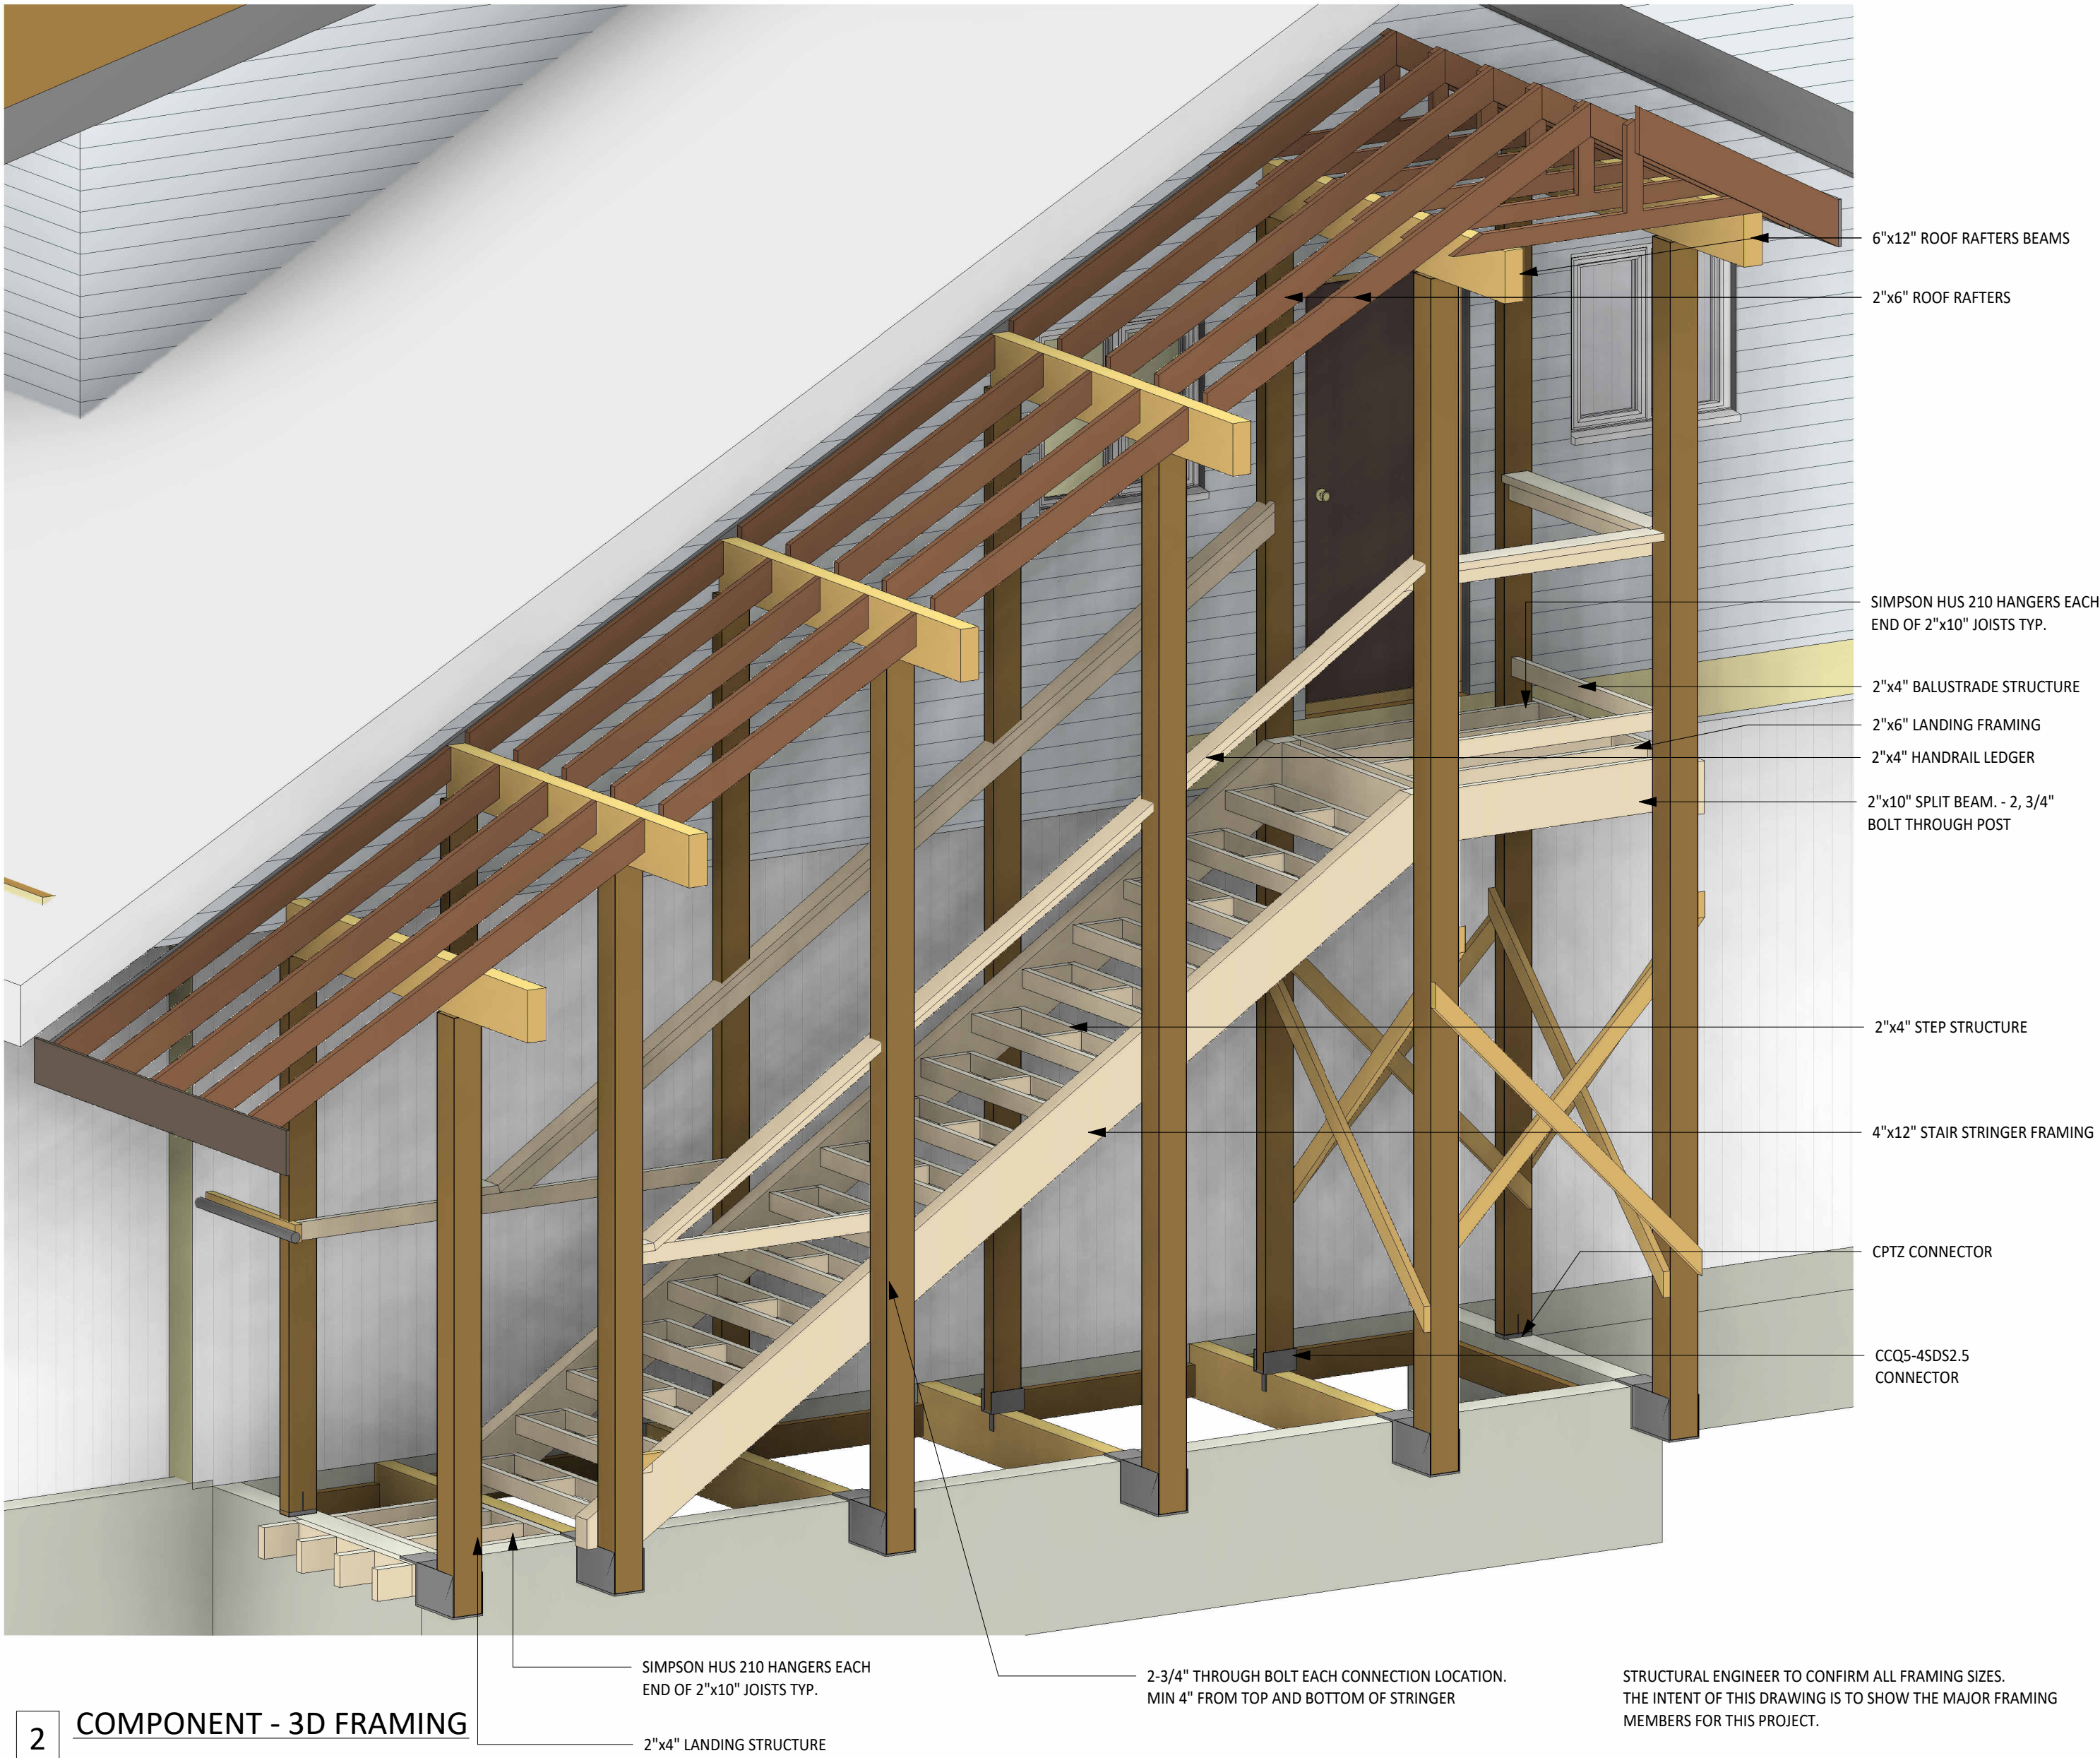 6"x12" ROOF RAFTERS BEAMS
2"x6" ROOF RAFTERS
SIMPSON HUS 210 HANGERS EACH
END OF 2"x10" JOISTS TYP.
2"x4" BALUSTRADE STRUCTURE
2"x6" LANDING FRAMING
2"x4" HANDRAIL LEDGER
2"x10" SPLIT BEAM. - 2, 3/4"
BOLT THROUGH POST
2"x4" STEP STRUCTURE
4"x12" STAIR STRINGER FRAMING
CPTZ CONNECTOR
CCQ5-4SDS2.5
CONNECTOR
SIMPSON HUS 210 HANGERS EACH
END OF 2"x10" JOISTS TYP.
2"x4" LANDING STRUCTURE
2-3/4" THROUGH BOLT EACH CONNECTION LOCATION.
MIN 4" FROM TOP AND BOTTOM OF STRINGER
STRUCTURAL ENGINEER TO CONFIRM ALL FRAMING SIZES.
THE INTENT OF THIS DRAWING IS TO SHOW THE MAJOR FRAMING
MEMBERS FOR THIS PROJECT.
2 COMPONENT - 3D FRAMING